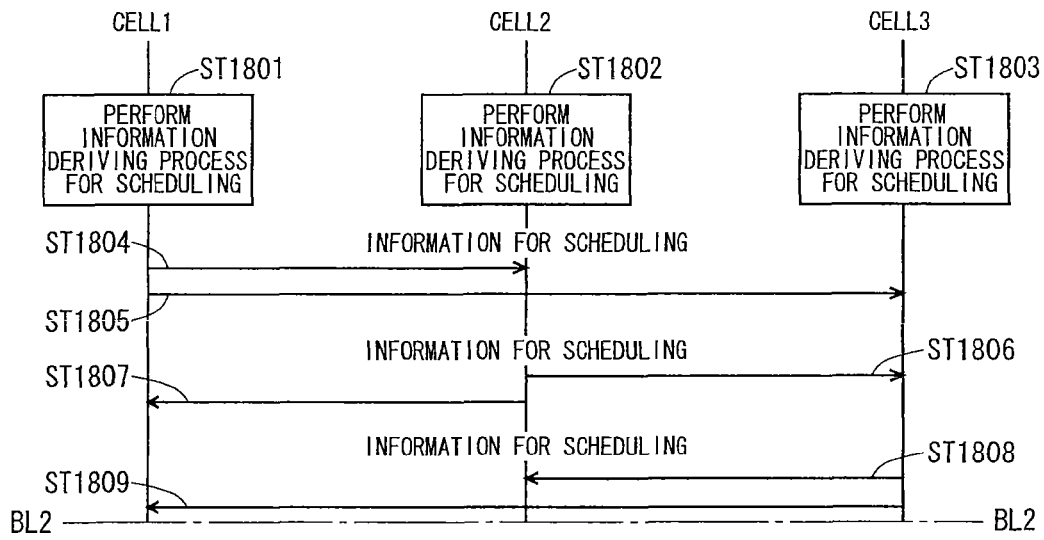 CELL1 CELL2 CELL3
ST1801 ST1802 ST1803
PERFORM INFORMATION DERIVING PROCESS FOR SCHEDULING
PERFORM INFORMATION DERIVING PROCESS FOR SCHEDULING
PERFORM INFORMATION DERIVING PROCESS FOR SCHEDULING
ST1804 INFORMATION FOR SCHEDULING
ST1805
INFORMATION FOR SCHEDULING ST1806
ST1807
INFORMATION FOR SCHEDULING ST1808
ST1809
BL2 BL2